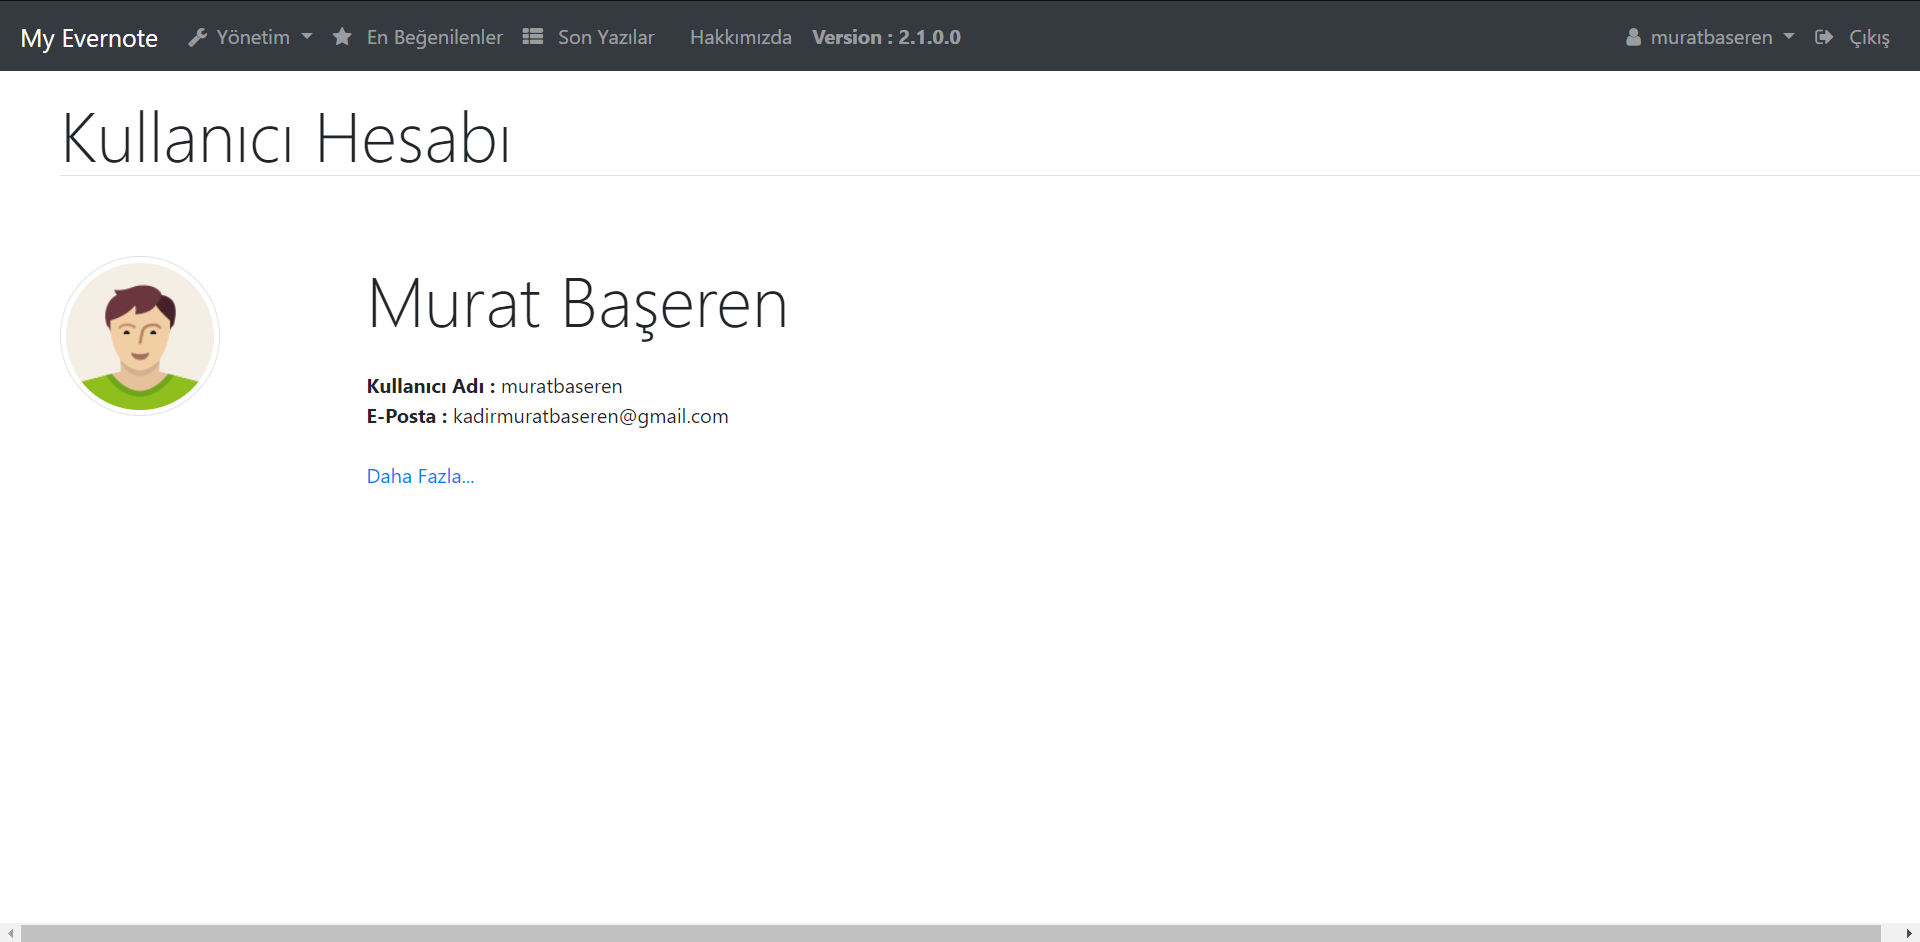 My Evernote Yönetim En Beğenilenler Son Yazılar Hakkımızda Version : 2.1.0.0 muratbaseren Çıkış
Kullanıcı Hesabı
Murat Başeren
Kullanıcı Adı : muratbaseren
E-Posta : kadirmuratbaseren@gmail.com
Daha Fazla...